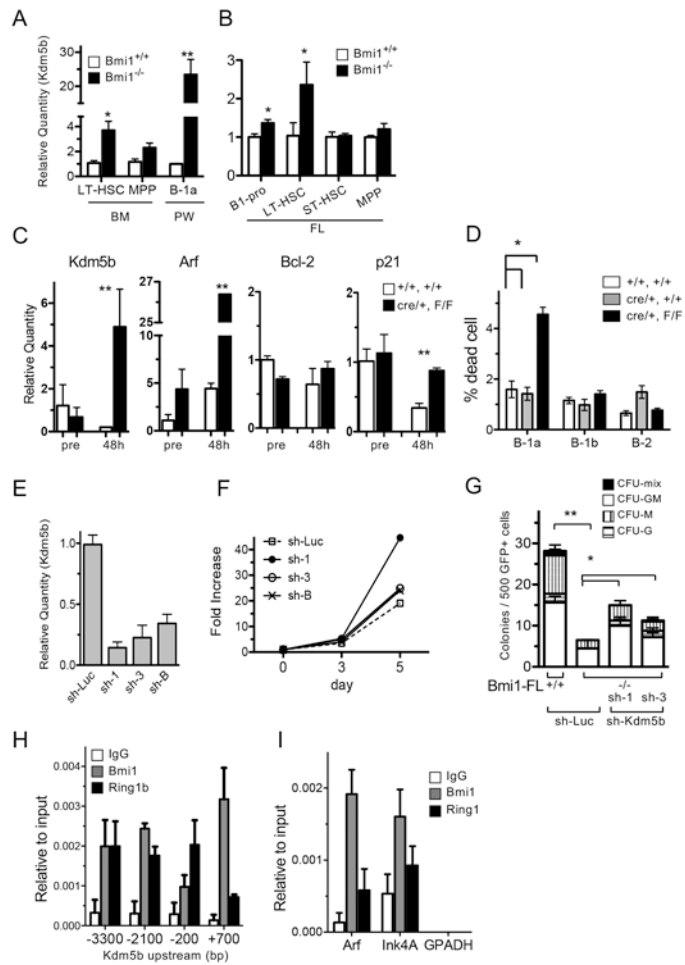 A
Relative Quantity (Kdm5b)
30
20
10
4
2
0
Bmi1+/+
Bmi1-/-
*
**
LT-HSC MPP B-1a
BM PW
B
3
2
1
0
Bmi1+/+
Bmi1-/-
*
*
B1-pro LT-HSC ST-HSC MPP
FL
C
Relative Quantity
Kdm5b
8
6
4
2
0
**
pre 48h
Arf
27
25
10
5
0
**
pre 48h
Bcl-2
2
1
0
pre 48h
p21
2
1
0
+/+, +/+
cre/+, F/F
**
pre 48h
D
% dead cell
6
4
2
0
*
+/+, +/+
cre/+, +/+
cre/+, F/F
B-1a B-1b B-2
E
Relative Quantity (Kdm5b)
1.0
0.5
0.0
sh-Luc sh-1 sh-3 sh-B
F
Fold Increase
50
40
30
20
10
0
sh-Luc
sh-1
sh-3
sh-B
0 3 5
day
G
CFU-mix
CFU-GM
CFU-M
CFU-G
Colonies / 500 GFP+ cells
40
30
20
10
0
**
*
Bmi1-FL +/+ -/-
sh-1 sh-3
sh-Luc sh-Kdm5b
H
Relative to input
0.005
0.004
0.003
0.002
0.001
0.000
IgG
Bmi1
Ring1b
-3300 -2100 -200 +700
Kdm5b upstream (bp)
I
Relative to input
0.002
0.001
0.000
IgG
Bmi1
Ring1
Arf Ink4A GPADH